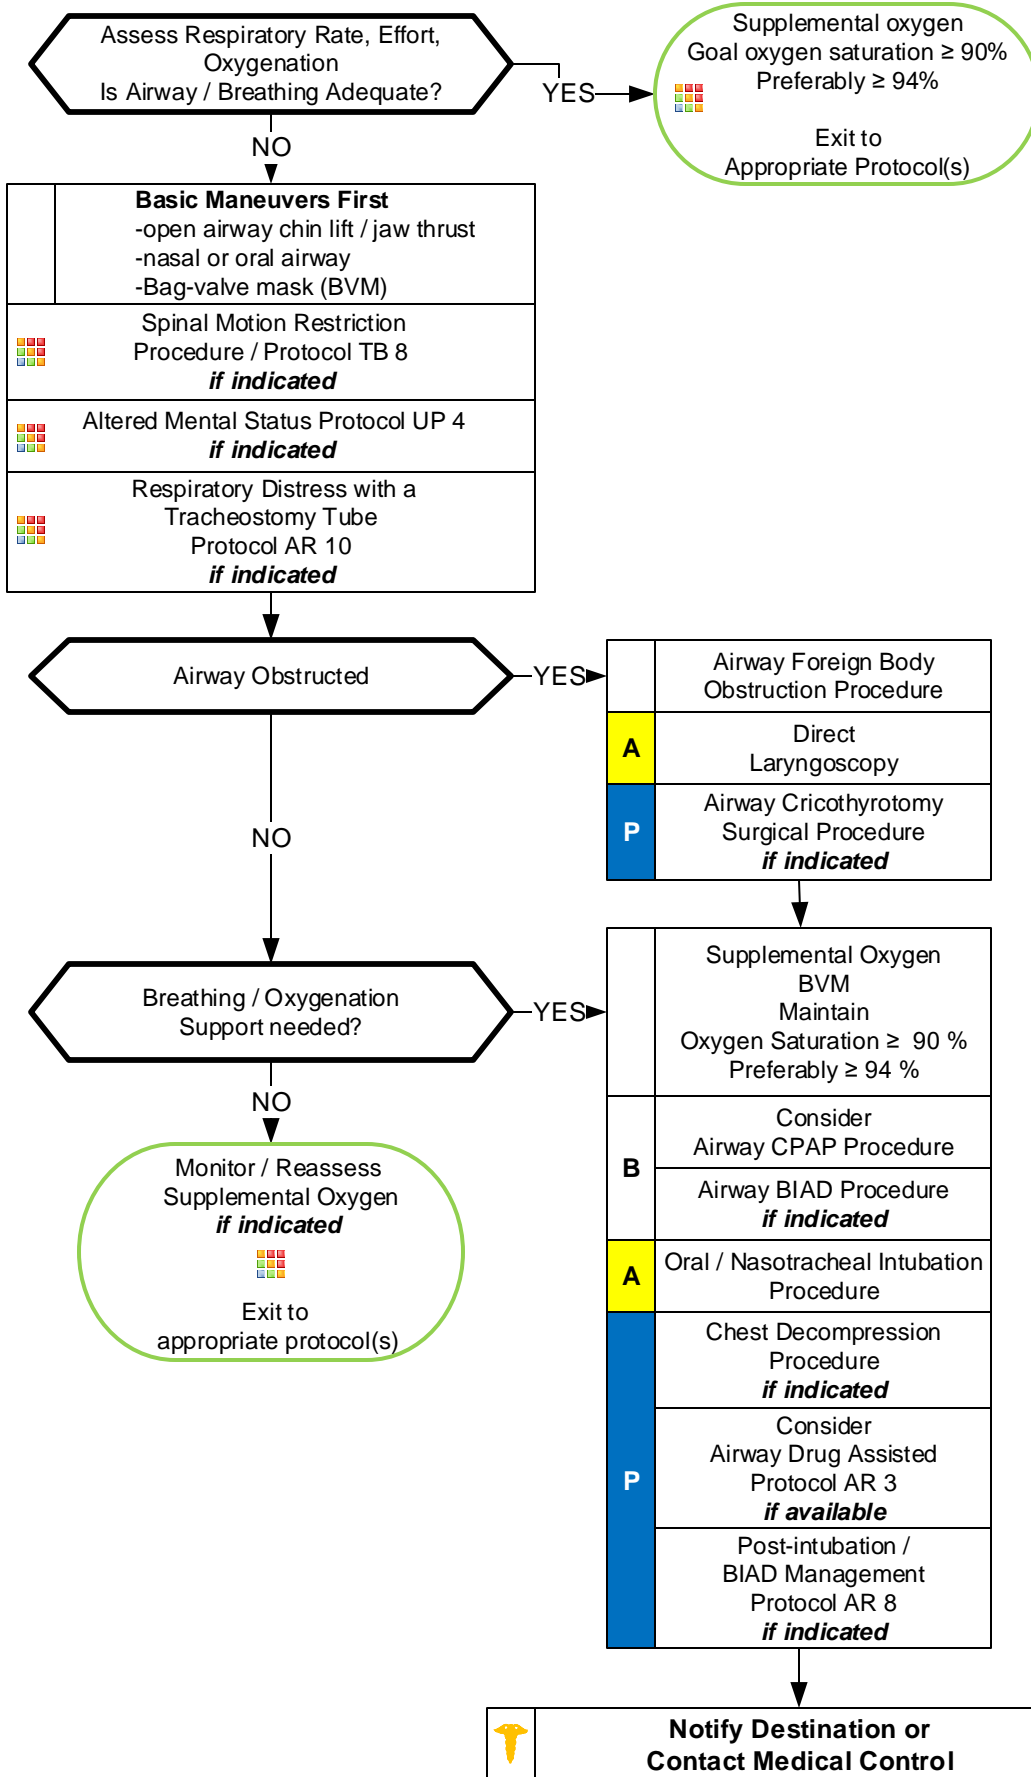 Assess Respiratory Rate, Effort,
Oxygenation
Is Airway / Breathing Adequate?
YES
Supplemental oxygen
Goal oxygen saturation ≥ 90%
Preferably ≥ 94%
Exit to
Appropriate Protocol(s)
NO
Basic Maneuvers First
-open airway chin lift / jaw thrust
-nasal or oral airway
-Bag-valve mask (BVM)
Spinal Motion Restriction
Procedure / Protocol TB 8
if indicated
Altered Mental Status Protocol UP 4
if indicated
Respiratory Distress with a
Tracheostomy Tube
Protocol AR 10
if indicated
Airway Obstructed
YES
Airway Foreign Body
Obstruction Procedure
A
Direct
Laryngoscopy
P
Airway Cricothyrotomy
Surgical Procedure
if indicated
NO
Breathing / Oxygenation
Support needed?
YES
Supplemental Oxygen
BVM
Maintain
Oxygen Saturation ≥ 90 %
Preferably ≥ 94 %
B
Consider
Airway CPAP Procedure
Airway BIAD Procedure
if indicated
A
Oral / Nasotracheal Intubation
Procedure
P
Chest Decompression
Procedure
if indicated
Consider
Airway Drug Assisted
Protocol AR 3
if available
Post-intubation /
BIAD Management
Protocol AR 8
if indicated
NO
Monitor / Reassess
Supplemental Oxygen
if indicated
Exit to
appropriate protocol(s)
Notify Destination or
Contact Medical Control